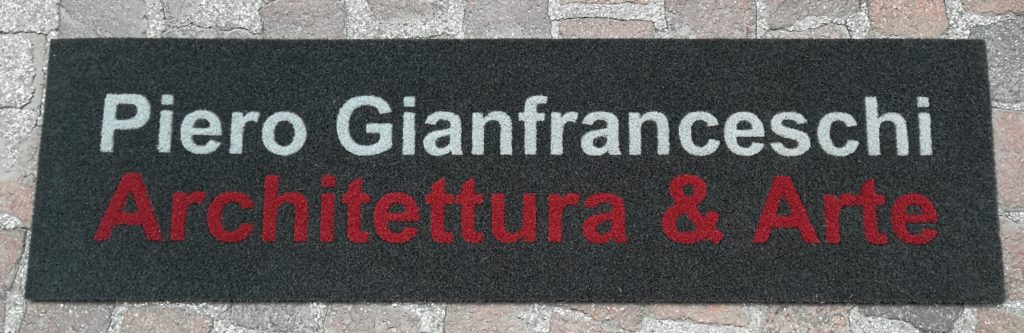 Piero Gianfranceschi
Architettura & Arte